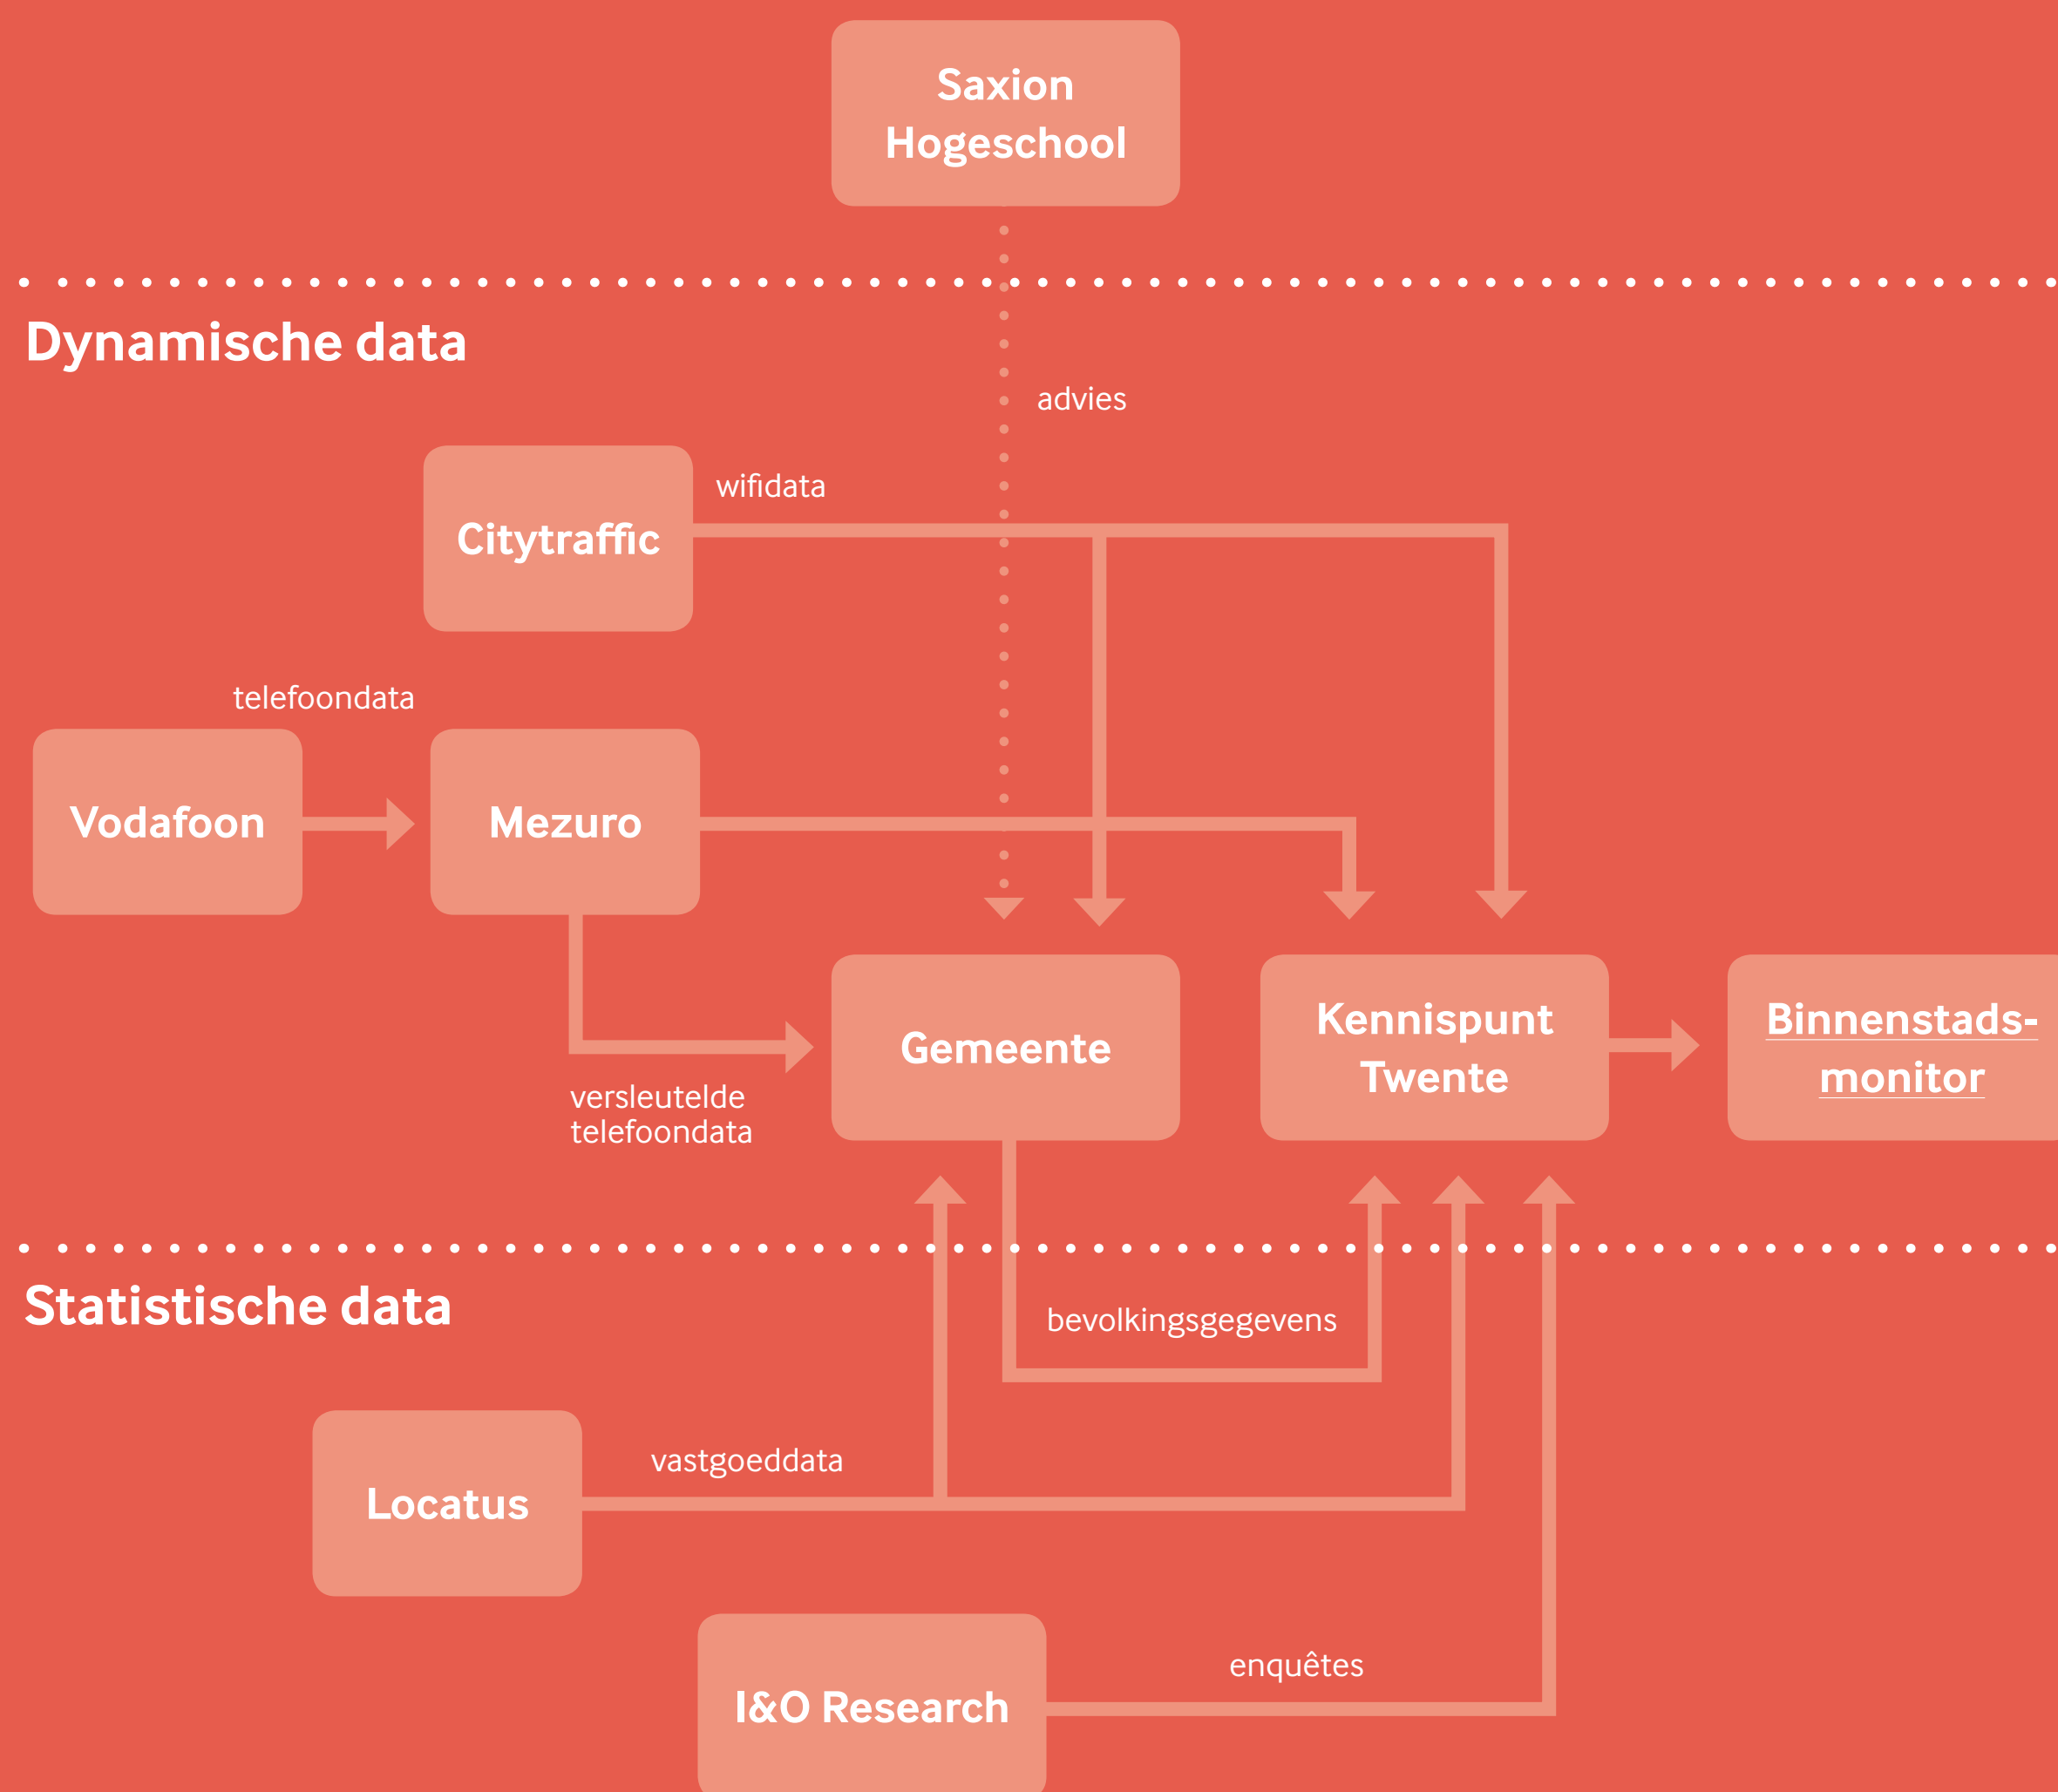 Saxion
Hogeschool
Dynamische data
advies
wifidata
Citytraffic
telefoondata
Vodafoon
Mezuro
Gemeente
Kennispunt
Twente
Binnenstads-
monitor
versleutelde
telefoondata
Statistische data
bevolkingsgegevens
vastgoeddata
Locatus
enquêtes
I&O Research